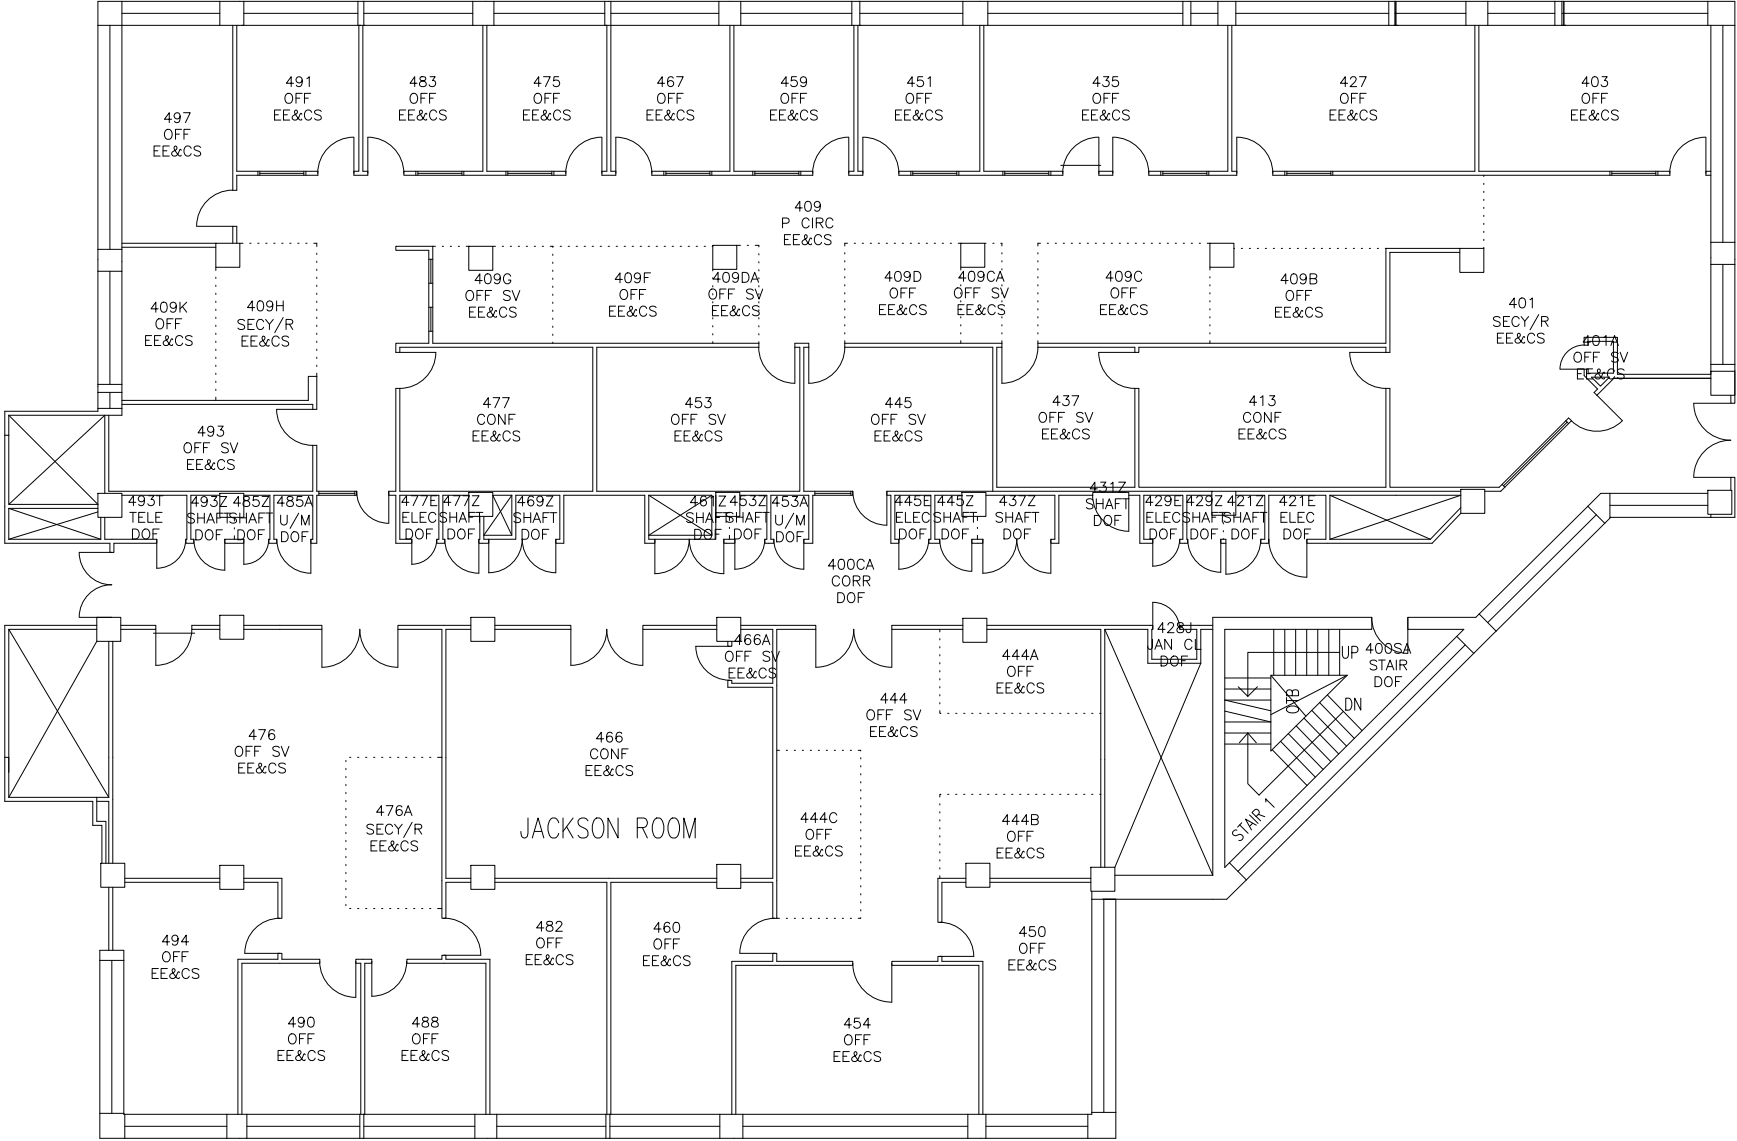 491
OFF
EE&CS
483
OFF
EE&CS
475
OFF
EE&CS
467
OFF
EE&CS
459
OFF
EE&CS
451
OFF
EE&CS
435
OFF
EE&CS
427
OFF
EE&CS
403
OFF
EE&CS
497
OFF
EE&CS
409
P CIRC
EE&CS
409K
OFF
EE&CS
409H
SECY/R
EE&CS
409G
OFF SV
EE&CS
409F
OFF
EE&CS
409DA
OFF SV
EE&CS
409D
OFF
EE&CS
409CA
OFF SV
EE&CS
409C
OFF
EE&CS
409B
OFF
EE&CS
401
SECY/R
EE&CS
401A
OFF SV
EE&CS
493
OFF SV
EE&CS
477
CONF
EE&CS
453
OFF SV
EE&CS
445
OFF SV
EE&CS
437
OFF SV
EE&CS
413
CONF
EE&CS
493T
TELE
DOF
493Z
SHAFT
DOF
485Z
SHAFT
DOF
485A
U/M
DOF
477E
ELEC
DOF
477Z
SHAFT
DOF
469Z
SHAFT
DOF
461Z
SHAFT
DOF
453Z
SHAFT
DOF
453A
U/M
DOF
445E
ELEC
DOF
445Z
SHAFT
DOF
437Z
SHAFT
DOF
431Z
SHAFT
DOF
429E
ELEC
DOF
429Z
SHAFT
DOF
421Z
SHAFT
DOF
421E
ELEC
DOF
400CA
CORR
DOF
428J
JAN CL
DOF
400SA
STAIR
DOF
UP
DN
OTB
STAIR 1
466A
OFF SV
EE&CS
444A
OFF
EE&CS
444
OFF SV
EE&CS
476
OFF SV
EE&CS
466
CONF
EE&CS
JACKSON ROOM
476A
SECY/R
EE&CS
444C
OFF
EE&CS
444B
OFF
EE&CS
494
OFF
EE&CS
482
OFF
EE&CS
460
OFF
EE&CS
450
OFF
EE&CS
490
OFF
EE&CS
488
OFF
EE&CS
454
OFF
EE&CS